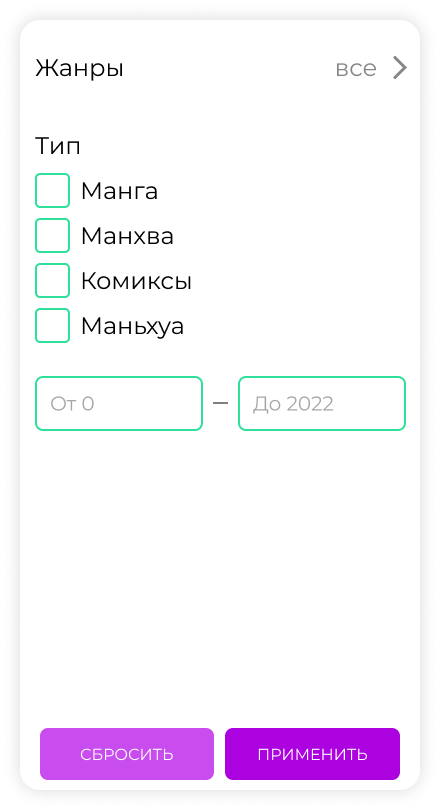 Жанры все
Тип
Манга
Манхва
Комиксы
Маньхуа
От 0 – До 2022
СБРОСИТЬ ПРИМЕНИТЬ